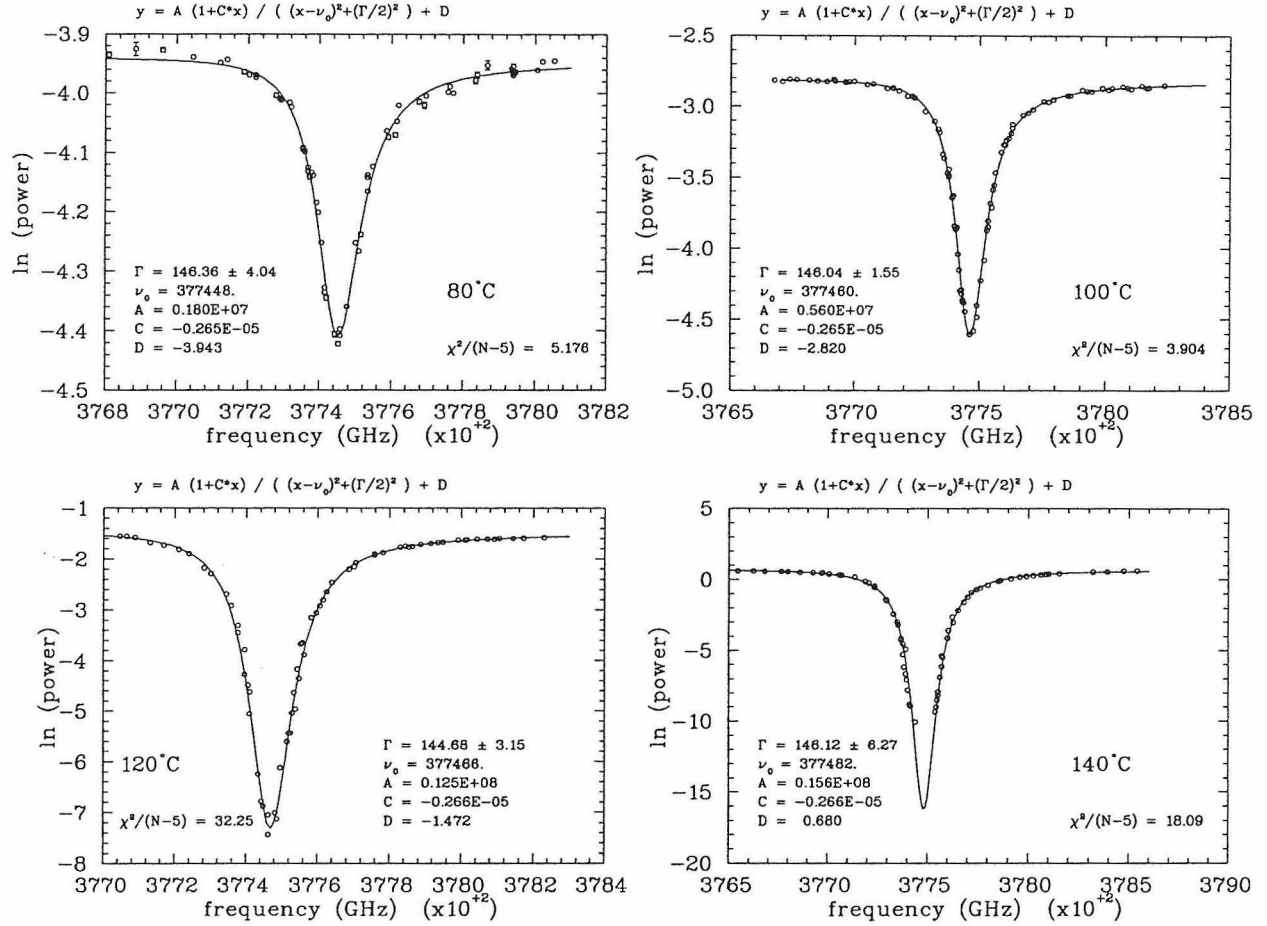 y = A (1+C*x) / ( (x-ν₀)²+(Γ/2)² ) + D
−3.9
−4.0
−4.1
−4.2
−4.3
−4.4
−4.5
ln (power)
Γ = 146.36 ± 4.04
ν₀ = 377448.
A = 0.180E+07
C = −0.265E−05
D = −3.943
80°C
χ²/(N−5) = 5.176
3768 3770 3772 3774 3776 3778 3780 3782
frequency (GHz) (x10⁺²)
y = A (1+C*x) / ( (x-ν₀)²+(Γ/2)² ) + D
−2.5
−3.0
−3.5
−4.0
−4.5
−5.0
ln (power)
Γ = 146.04 ± 1.55
ν₀ = 377460.
A = 0.560E+07
C = −0.265E−05
D = −2.820
100°C
χ²/(N−5) = 3.904
3765 3770 3775 3780 3785
frequency (GHz) (x10⁺²)
y = A (1+C*x) / ( (x-ν₀)²+(Γ/2)² ) + D
−1
−2
−3
−4
−5
−6
−7
−8
ln (power)
120°C
χ²/(N−5) = 32.25
Γ = 144.68 ± 3.15
ν₀ = 377466.
A = 0.125E+08
C = −0.266E−05
D = −1.472
3770 3772 3774 3776 3778 3780 3782 3784
frequency (GHz) (x10⁺²)
y = A (1+C*x) / ( (x-ν₀)²+(Γ/2)² ) + D
5
0
−5
−10
−15
−20
ln (power)
Γ = 146.12 ± 6.27
ν₀ = 377482.
A = 0.156E+08
C = −0.266E−05
D = 0.680
140°C
χ²/(N−5) = 18.09
3765 3770 3775 3780 3785 3790
frequency (GHz) (x10⁺²)